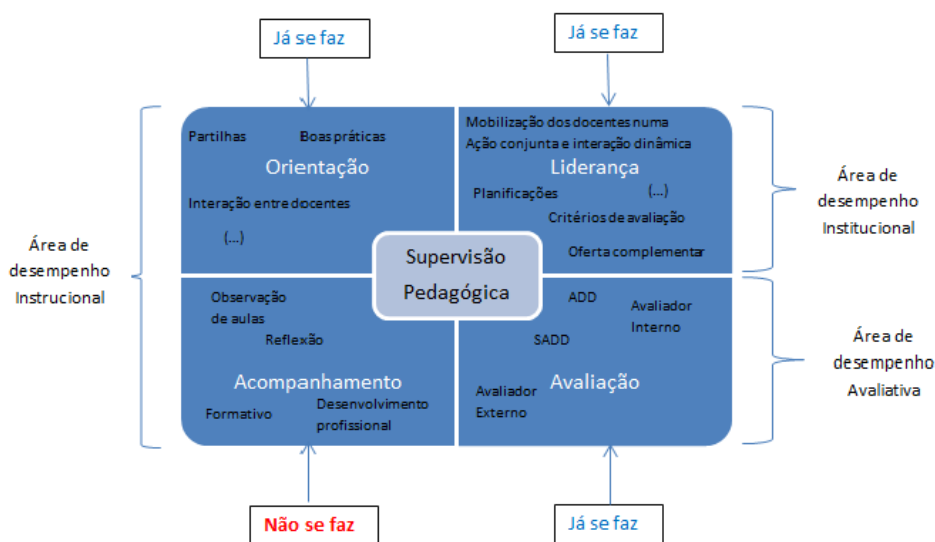 Já se faz
Já se faz
Partilhas
Boas práticas
Orientação
Interação entre docentes
(...)
Mobilização dos docentes numa
Ação conjunta e interação dinâmica
Liderança
Planificações
(...)
Critérios de avaliação
Oferta complementar
Área de
desempenho
Instrucional
Supervisão
Pedagógica
Área de
desempenho
Institucional
Observação
de aulas
Reflexão
Acompanhamento
Formativo
Desenvolvimento
profissional
ADD
Avaliador
Interno
SADD
Avaliação
Avaliador
Externo
Área de
desempenho
Avaliativa
Não se faz
Já se faz